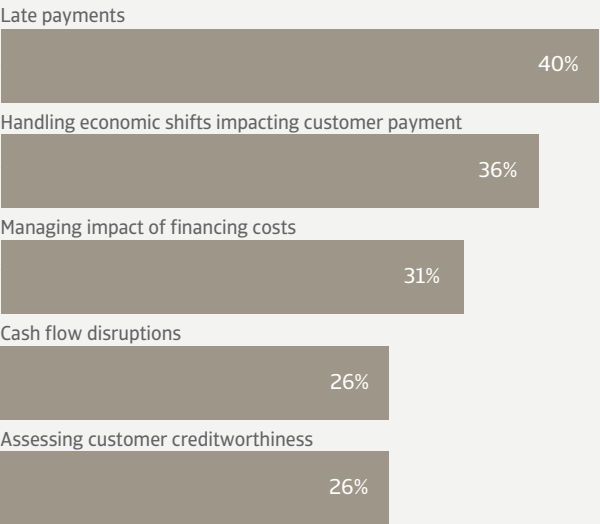 Late payments
40%
Handling economic shifts impacting customer payment
36%
Managing impact of financing costs
31%
Cash flow disruptions
26%
Assessing customer creditworthiness
26%